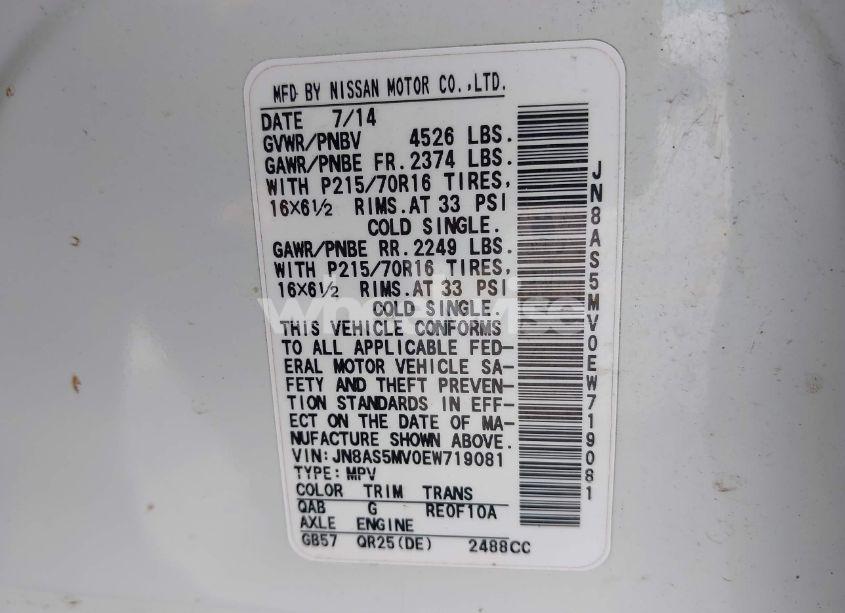 MFD BY NISSAN MOTOR CO.,LTD.
DATE 7/14
GVWR/PNBV 4526 LBS.
GAWR/PNBE FR. 2374 LBS.
WITH P215/70R16 TIRES,
16X6½ RIMS. AT 33 PSI
COLD SINGLE.
GAWR/PNBE RR. 2249 LBS.
WITH P215/70R16 TIRES,
16X6½ RIMS. AT 33 PSI
COLD SINGLE.
THIS VEHICLE CONFORMS
TO ALL APPLICABLE FED-
ERAL MOTOR VEHICLE SA-
FETY AND THEFT PREVEN-
TION STANDARDS IN EFF-
ECT ON THE DATE OF MA-
NUFACTURE SHOWN ABOVE.
VIN: JN8AS5MV0EW719081
TYPE: MPV
COLOR TRIM TRANS
QAB G RE0F10A
AXLE ENGINE
GB57 QR25(DE) 2488CC
JN8AS5MV0EW719081